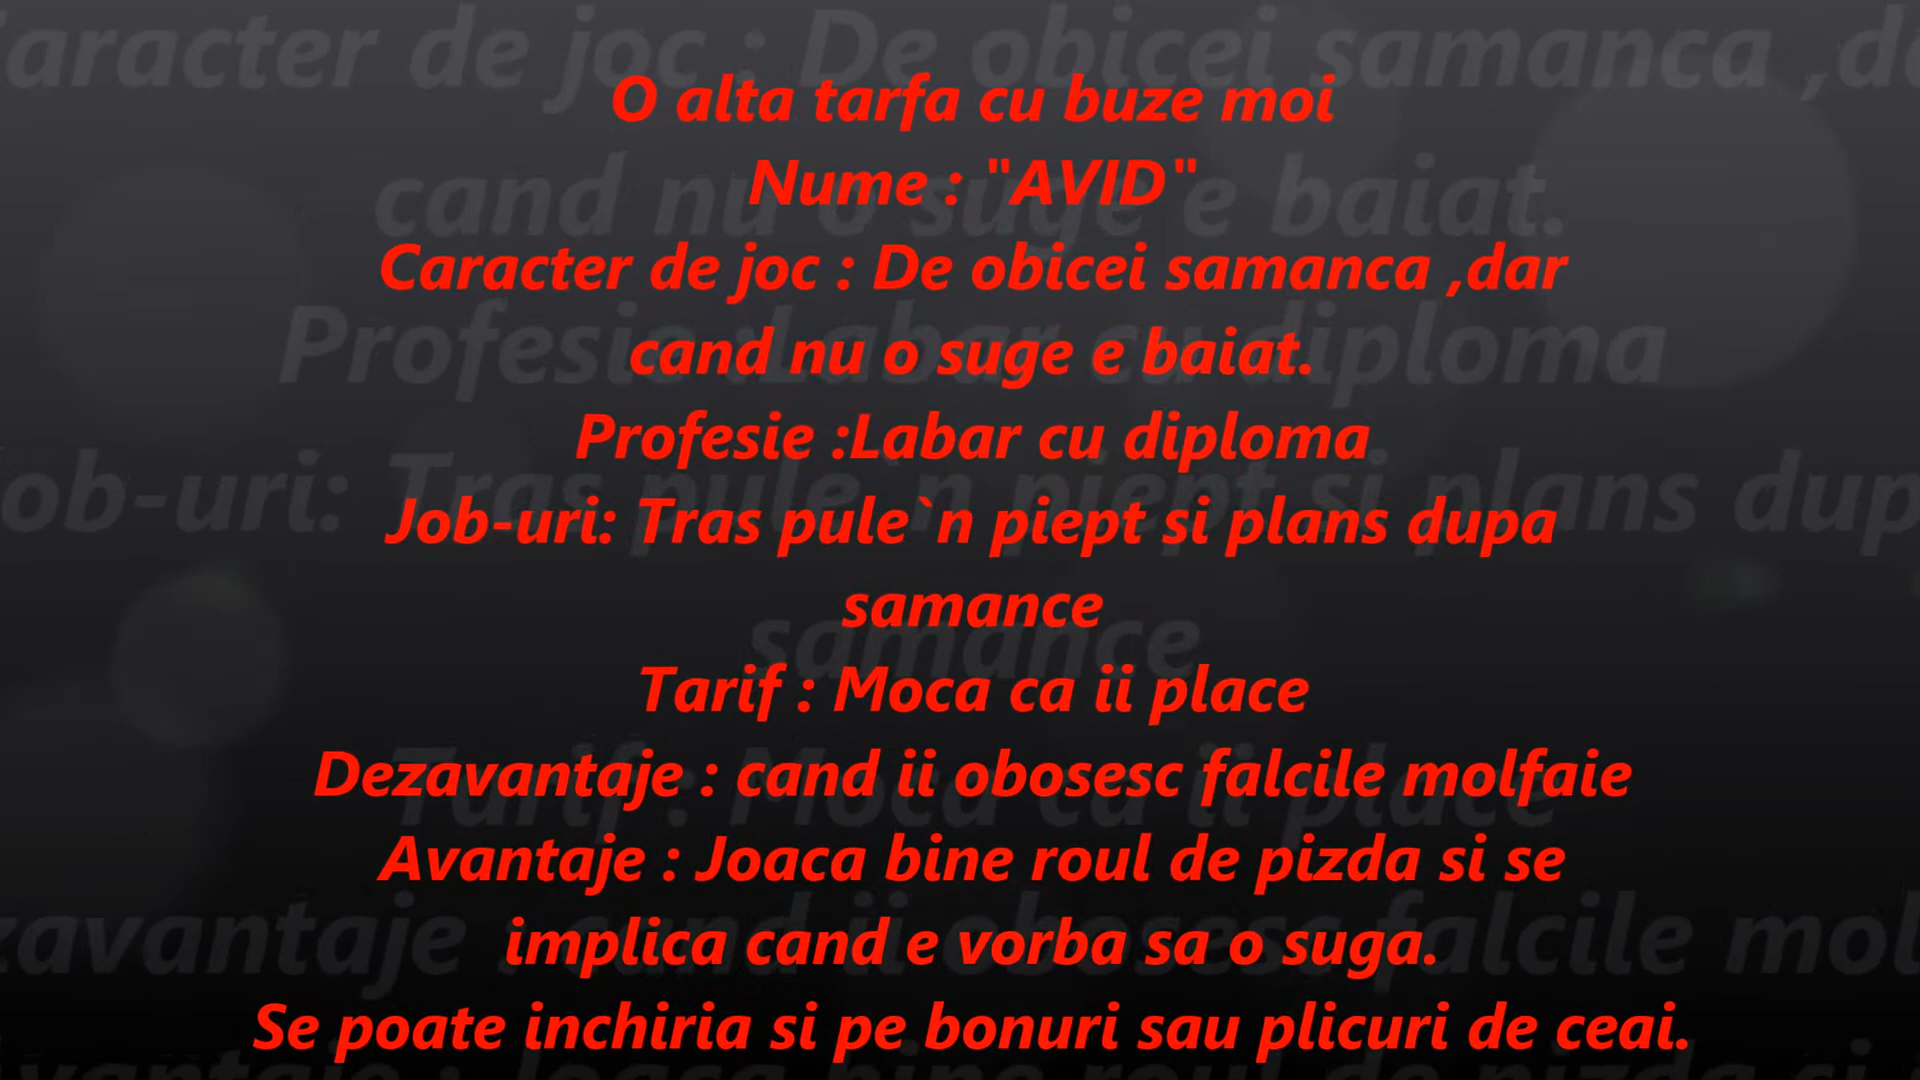 O alta tarfa cu buze moi
Nume : "AVID"
Caracter de joc : De obicei samanca ,dar
cand nu o suge e baiat.
Profesie :Labar cu diploma
Job-uri: Tras pule`n piept si plans dupa
samance
Tarif : Moca ca ii place
Dezavantaje : cand ii obosesc falcile molfaie
Avantaje : Joaca bine roul de pizda si se
implica cand e vorba sa o suga.
Se poate inchiria si pe bonuri sau plicuri de ceai.